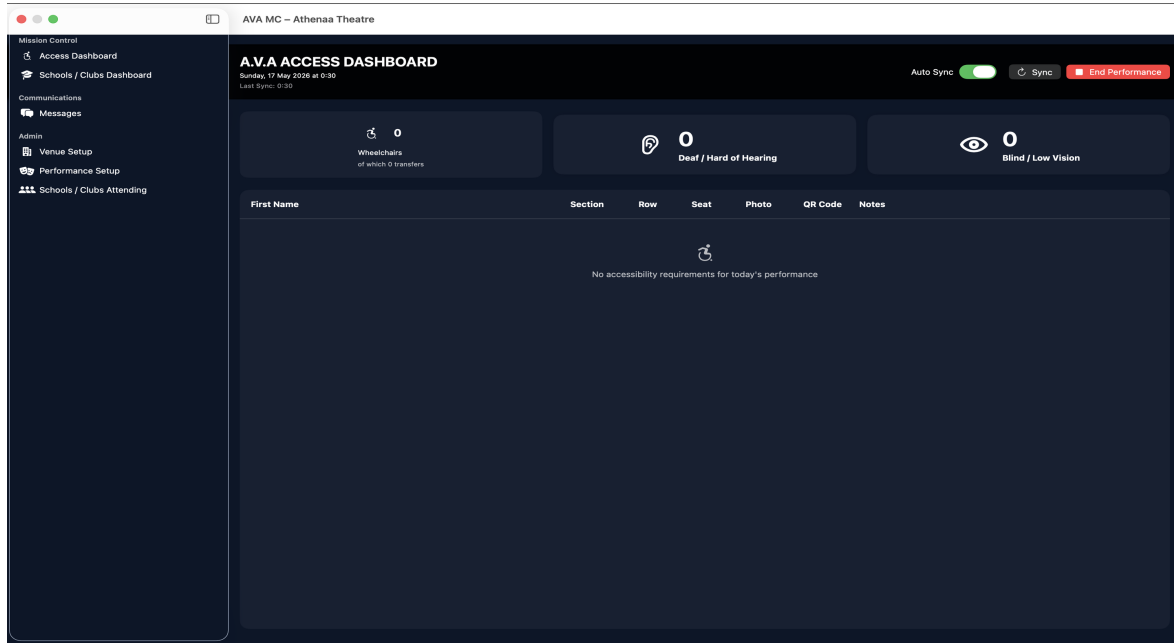 AVA MC – Athenaa Theatre
Mission Control
Access Dashboard
Schools / Clubs Dashboard
Communications
Messages
Admin
Venue Setup
Performance Setup
Schools / Clubs Attending
A.V.A ACCESS DASHBOARD
Sunday, 17 May 2026 at 0:30
Last Sync: 0:30
Auto Sync
Sync
End Performance
0
Wheelchairs
of which 0 transfers
0
Deaf / Hard of Hearing
0
Blind / Low Vision
First Name Section Row Seat Photo QR Code Notes
No accessibility requirements for today's performance